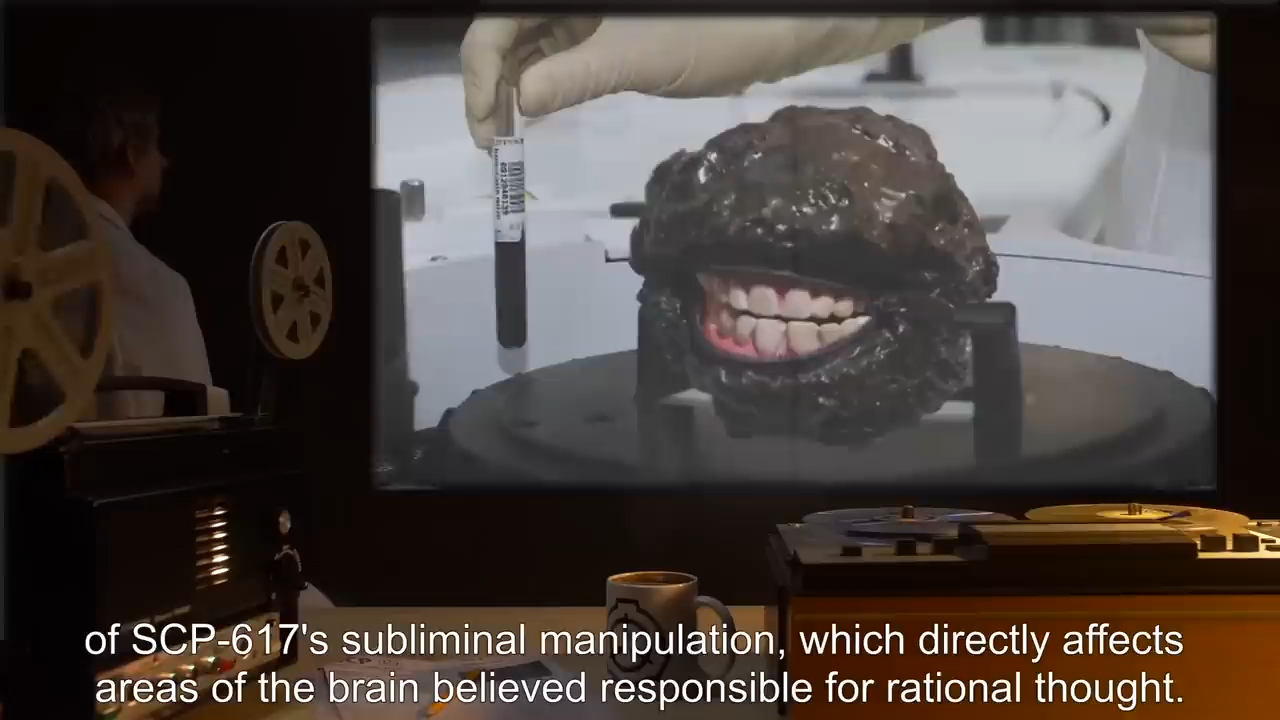 of SCP-617's subliminal manipulation, which directly affects
areas of the brain believed responsible for rational thought.